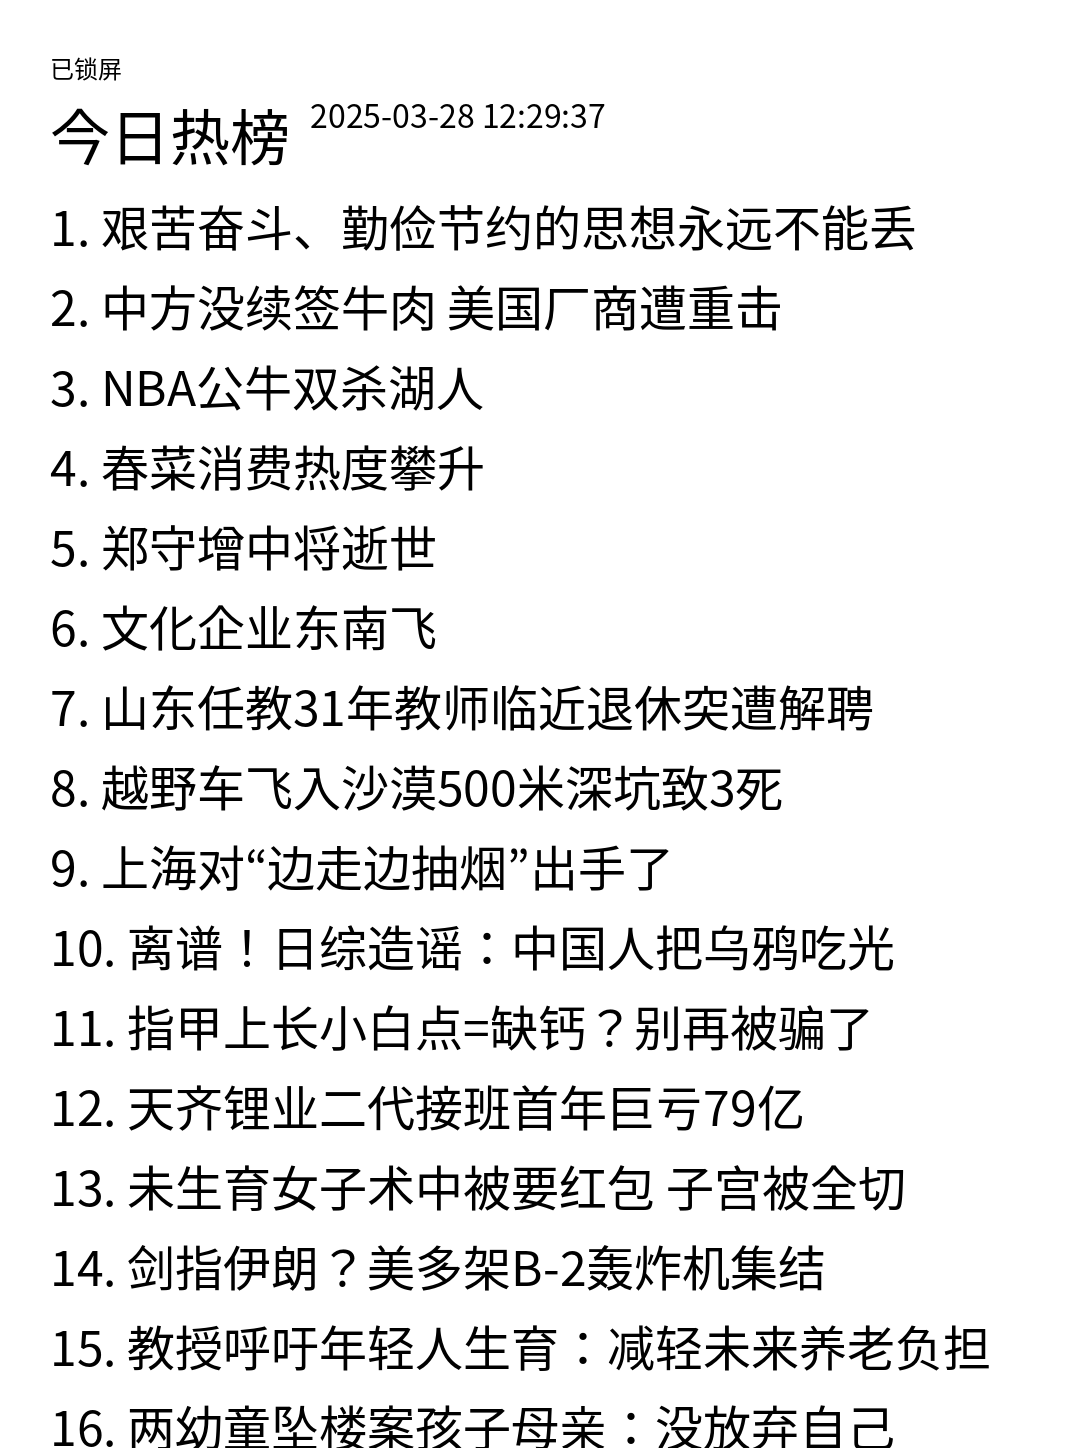 已锁屏
今日热榜 2025-03-28 12:29:37
1. 艰苦奋斗、勤俭节约的思想永远不能丢
2. 中方没续签牛肉 美国厂商遭重击
3. NBA公牛双杀湖人
4. 春菜消费热度攀升
5. 郑守增中将逝世
6. 文化企业东南飞
7. 山东任教31年教师临近退休突遭解聘
8. 越野车飞入沙漠500米深坑致3死
9. 上海对“边走边抽烟”出手了
10. 离谱！日综造谣：中国人把乌鸦吃光
11. 指甲上长小白点=缺钙？别再被骗了
12. 天齐锂业二代接班首年巨亏79亿
13. 未生育女子术中被要红包 子宫被全切
14. 剑指伊朗？美多架B-2轰炸机集结
15. 教授呼吁年轻人生育：减轻未来养老负担
16. 两幼童坠楼案孩子母亲：没放弃自己